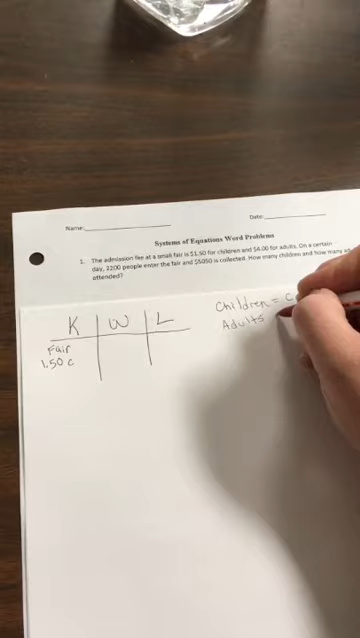 Name:
Date:
Systems of Equations Word Problems
1. The admission fee at a small fair is $1.50 for children and $4.00 for adults. On a certain
day, 2200 people enter the fair and $5050 is collected. How many children and how many
attended?
K W L
Children = C
Adults
Fair
1.50 c